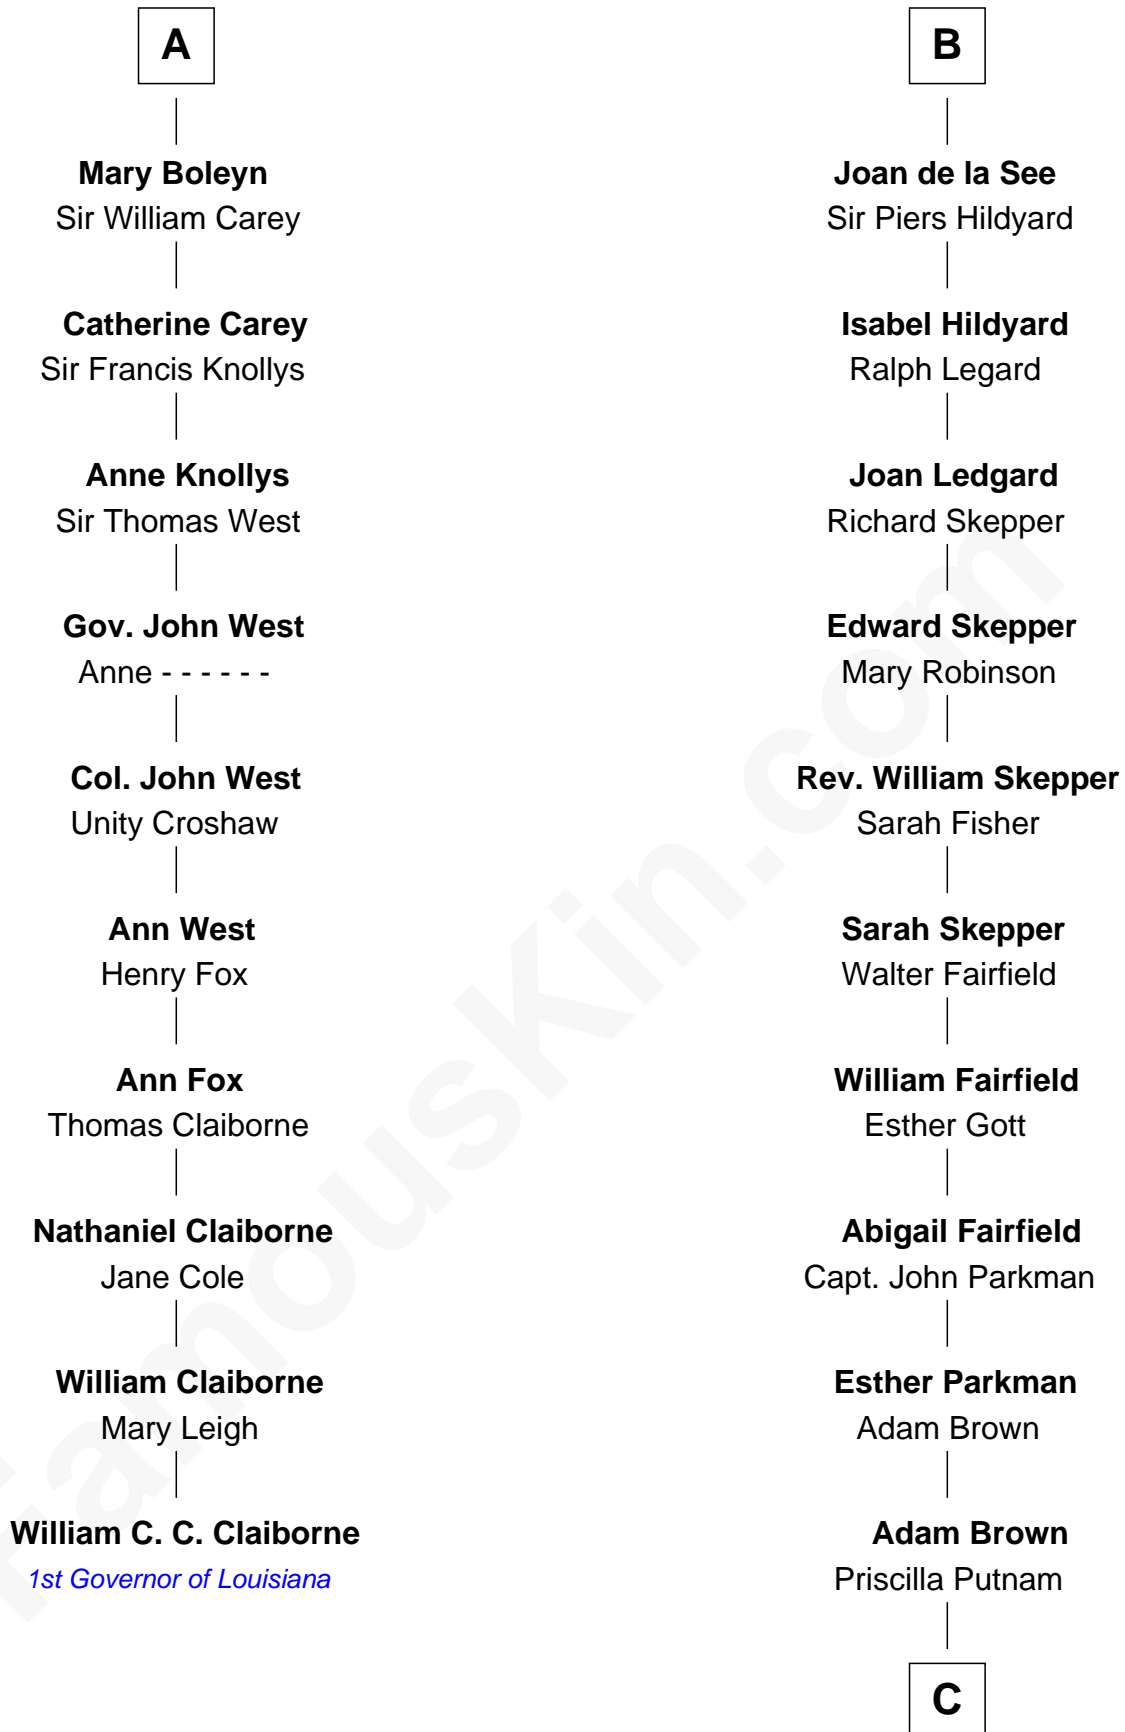 A
Mary Boleyn
Sir William Carey
Catherine Carey
Sir Francis Knollys
Anne Knollys
Sir Thomas West
Gov. John West
Anne - - - - - -
Col. John West
Unity Croshaw
Ann West
Henry Fox
Ann Fox
Thomas Claiborne
Nathaniel Claiborne
Jane Cole
William Claiborne
Mary Leigh
William C. C. Claiborne
1st Governor of Louisiana
B
Joan de la See
Sir Piers Hildyard
Isabel Hildyard
Ralph Legard
Joan Ledgard
Richard Skepper
Edward Skepper
Mary Robinson
Rev. William Skepper
Sarah Fisher
Sarah Skepper
Walter Fairfield
William Fairfield
Esther Gott
Abigail Fairfield
Capt. John Parkman
Esther Parkman
Adam Brown
Adam Brown
Priscilla Putnam
C
FamousKin.com